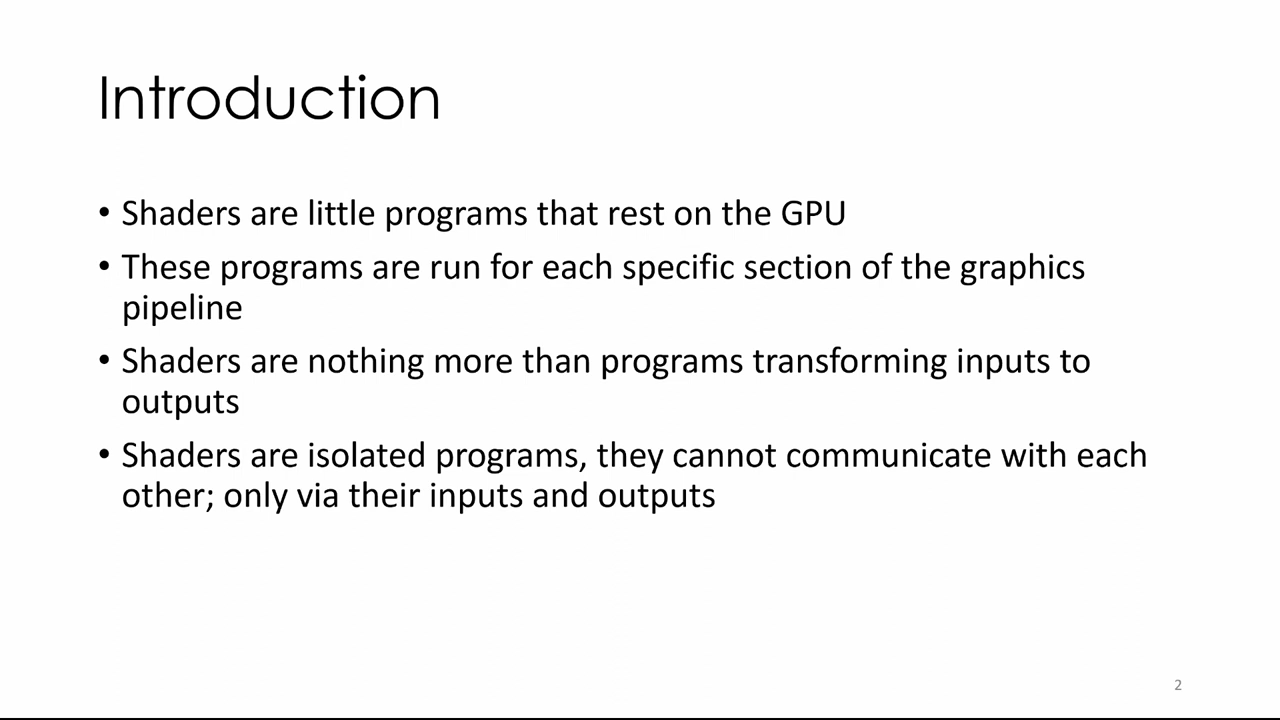 Introduction
• Shaders are little programs that rest on the GPU
• These programs are run for each specific section of the graphics
pipeline
• Shaders are nothing more than programs transforming inputs to
outputs
• Shaders are isolated programs, they cannot communicate with each
other; only via their inputs and outputs
2